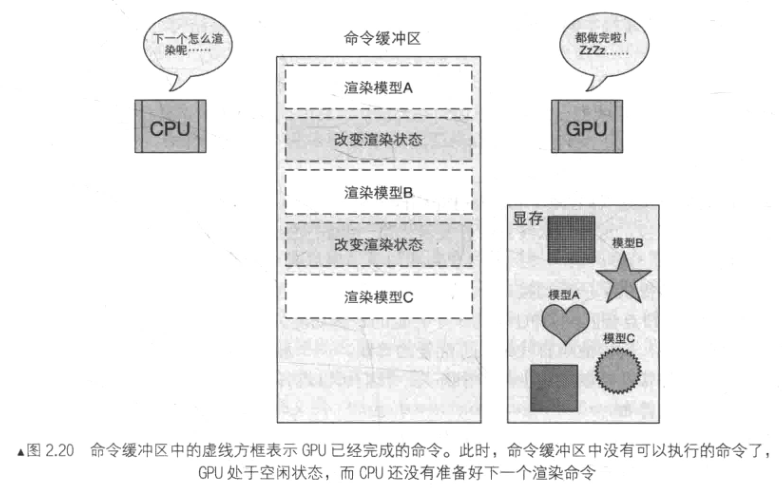 下一个怎么渲
染呢……
命令缓冲区
都做完啦！
ZzZz……
CPU
渲染模型A
改变渲染状态
渲染模型B
改变渲染状态
渲染模型C
GPU
显存
模型B
模型A
模型C
▲图 2.20 命令缓冲区中的虚线方框表示 GPU 已经完成的命令。此时，命令缓冲区中没有可以执行的命令了，
GPU 处于空闲状态，而 CPU 还没有准备好下一个渲染命令